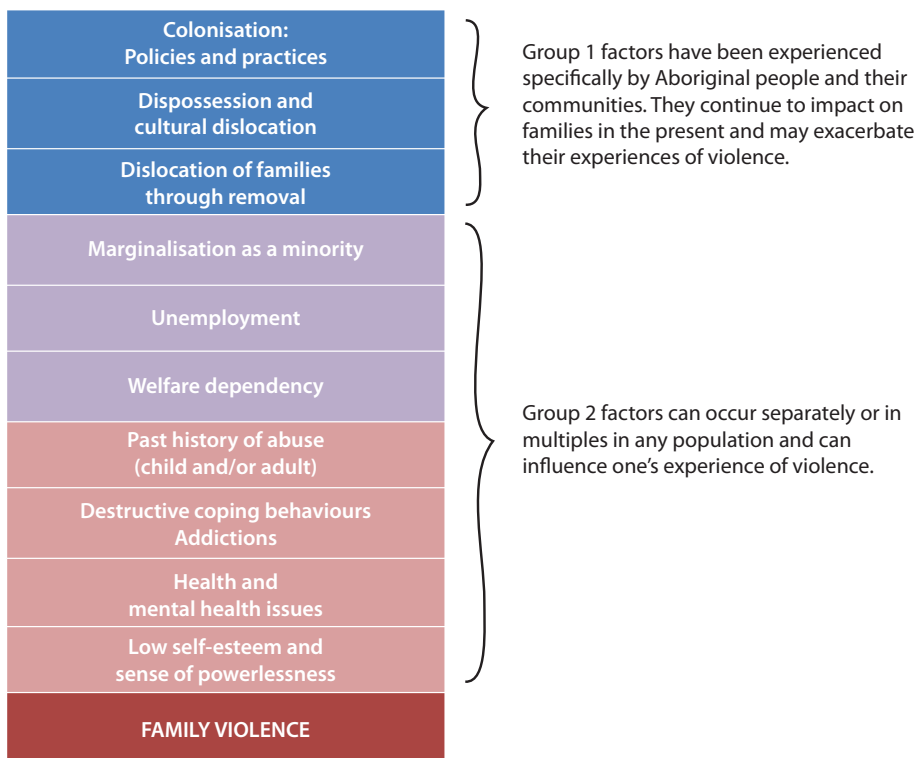 Colonisation:
Policies and practices
Dispossession and
cultural dislocation
Dislocation of families
through removal
Group 1 factors have been experienced
specifically by Aboriginal people and their
communities. They continue to impact on
families in the present and may exacerbate
their experiences of violence.
Marginalisation as a minority
Unemployment
Welfare dependency
Past history of abuse
(child and/or adult)
Destructive coping behaviours
Addictions
Health and
mental health issues
Low self-esteem and
sense of powerlessness
Group 2 factors can occur separately or in
multiples in any population and can
influence one’s experience of violence.
FAMILY VIOLENCE